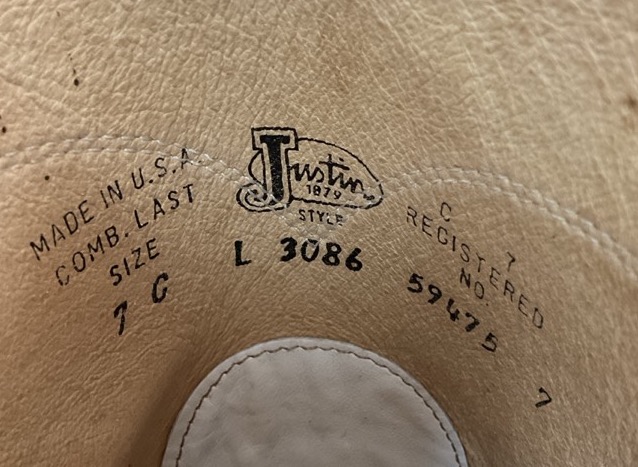 MADE IN U.S.A
COMB. LAST
SIZE
7 C
Justin
1879
STYLE
L 3086
C 7
REGISTERED
NO.
59475
7